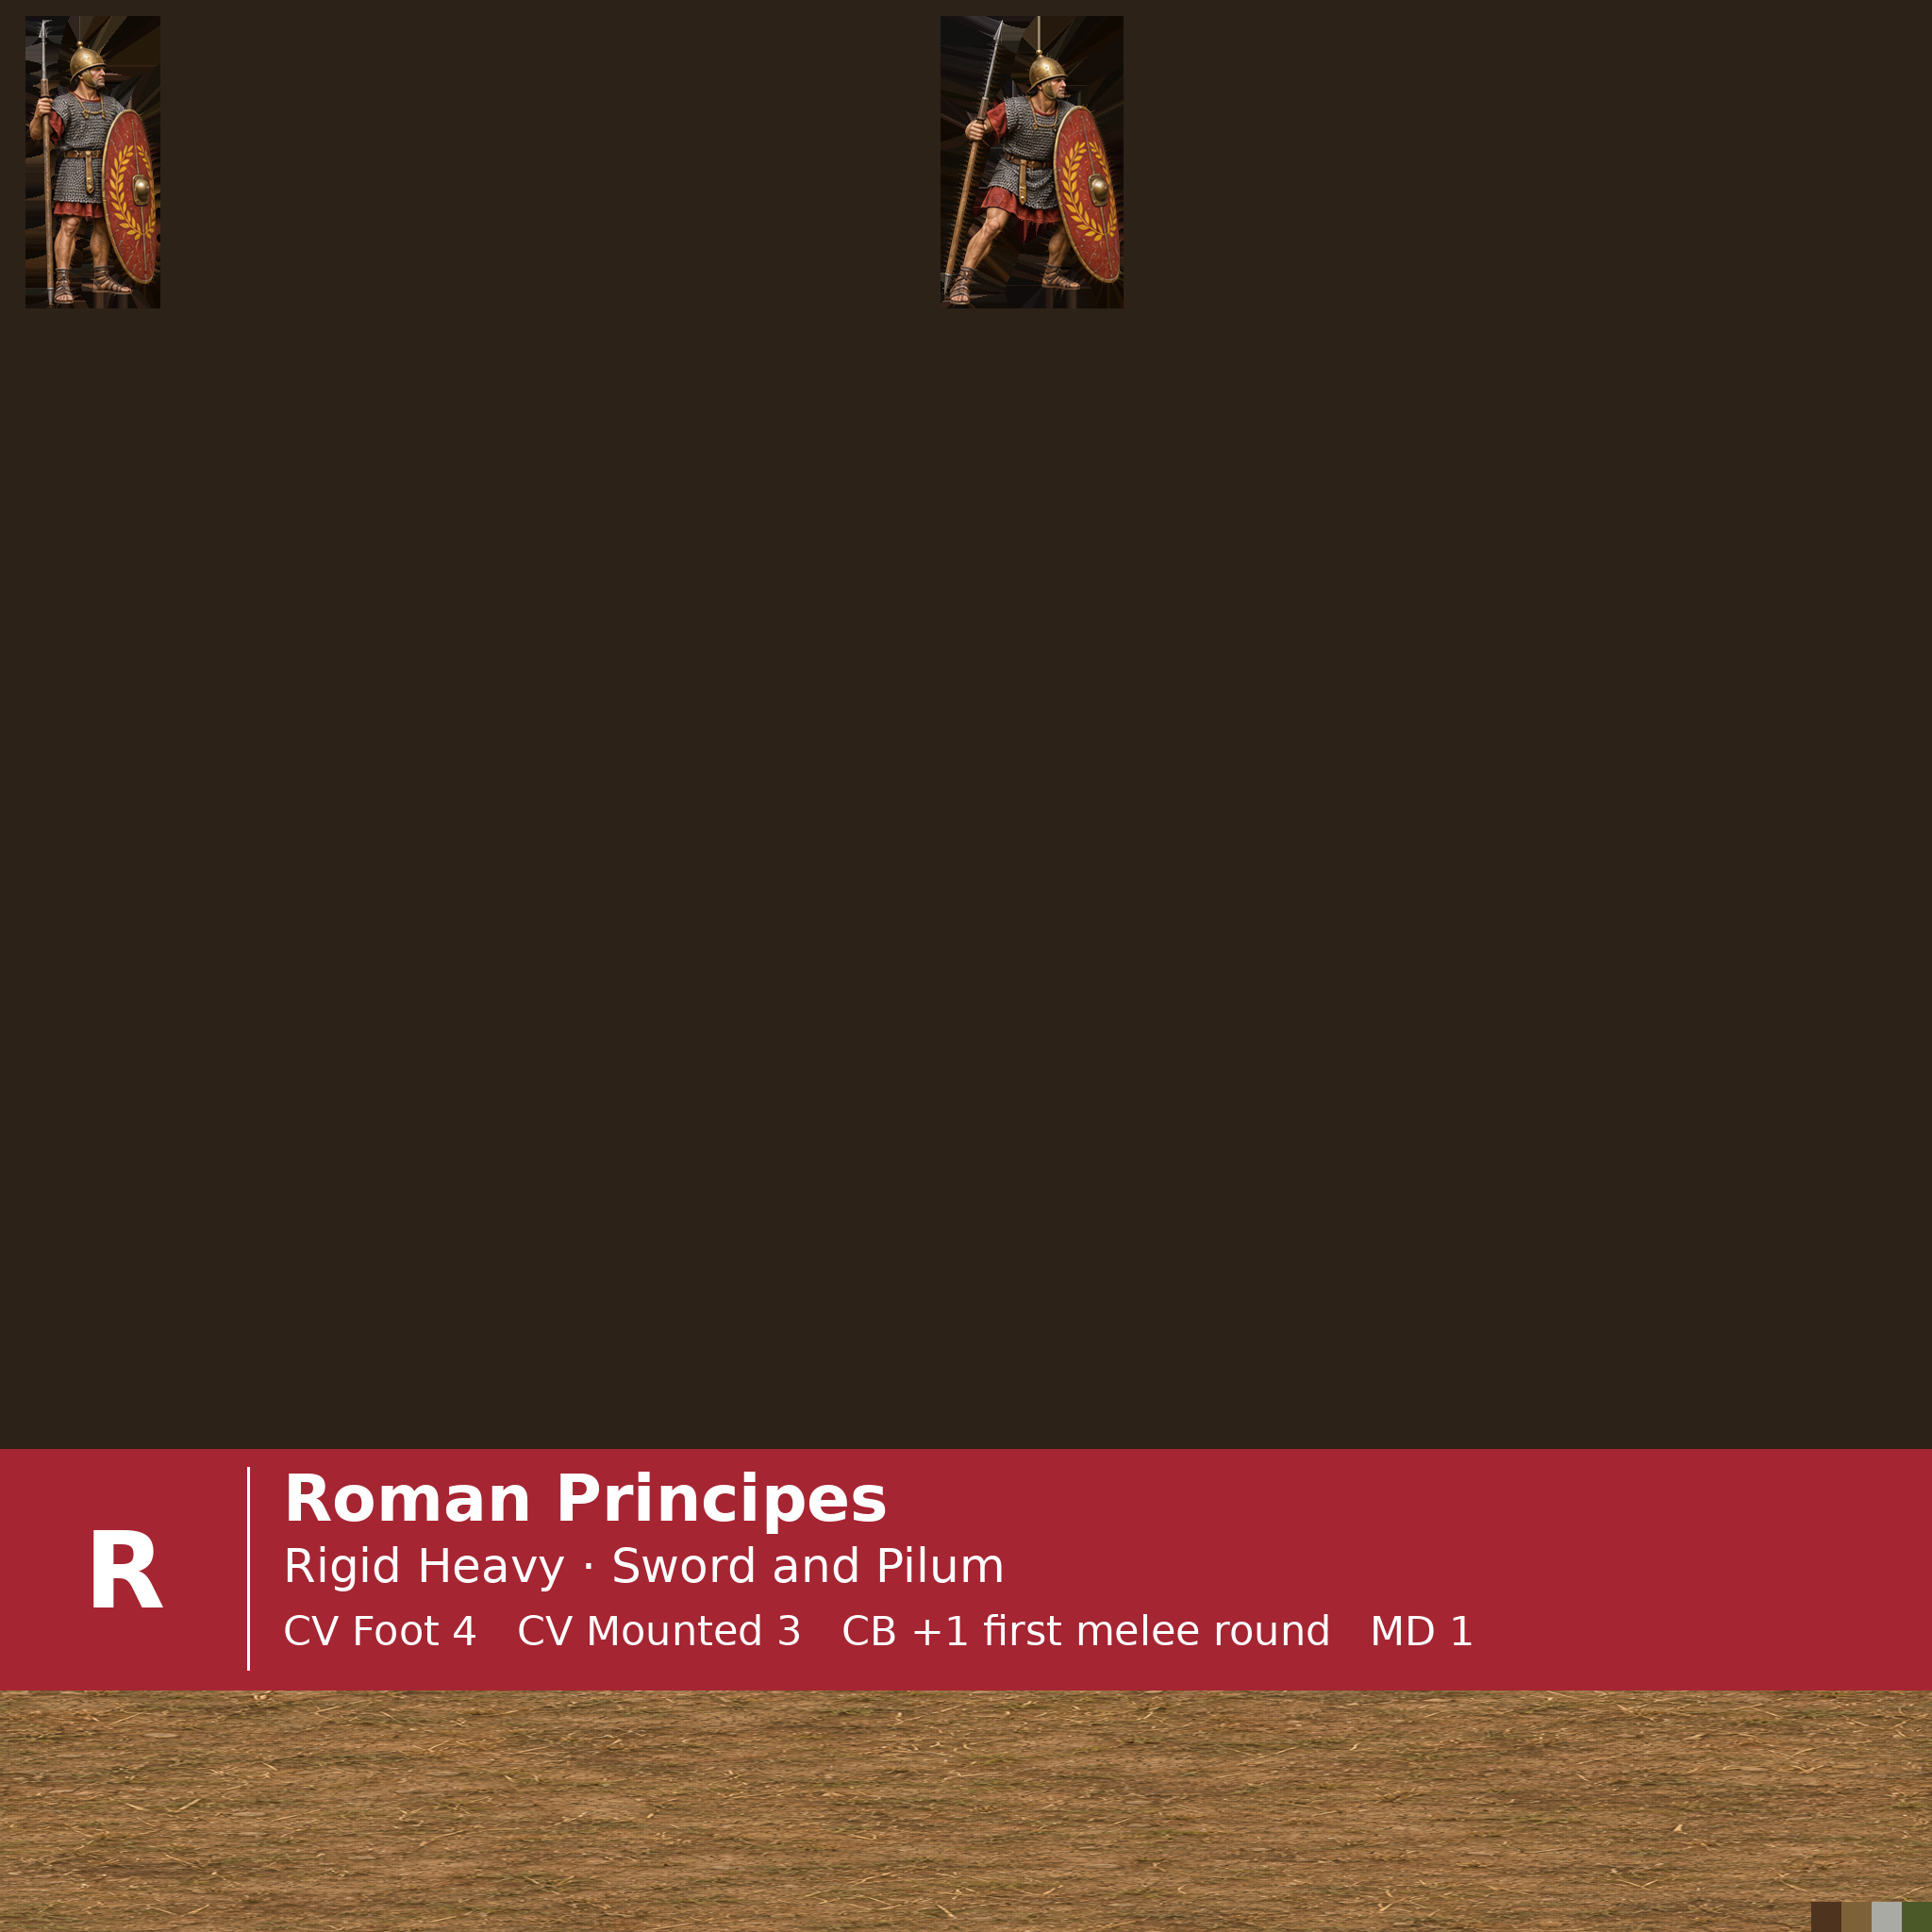 R
Roman Principes
Rigid Heavy · Sword and Pilum
CV Foot 4 CV Mounted 3 CB +1 first melee round MD 1